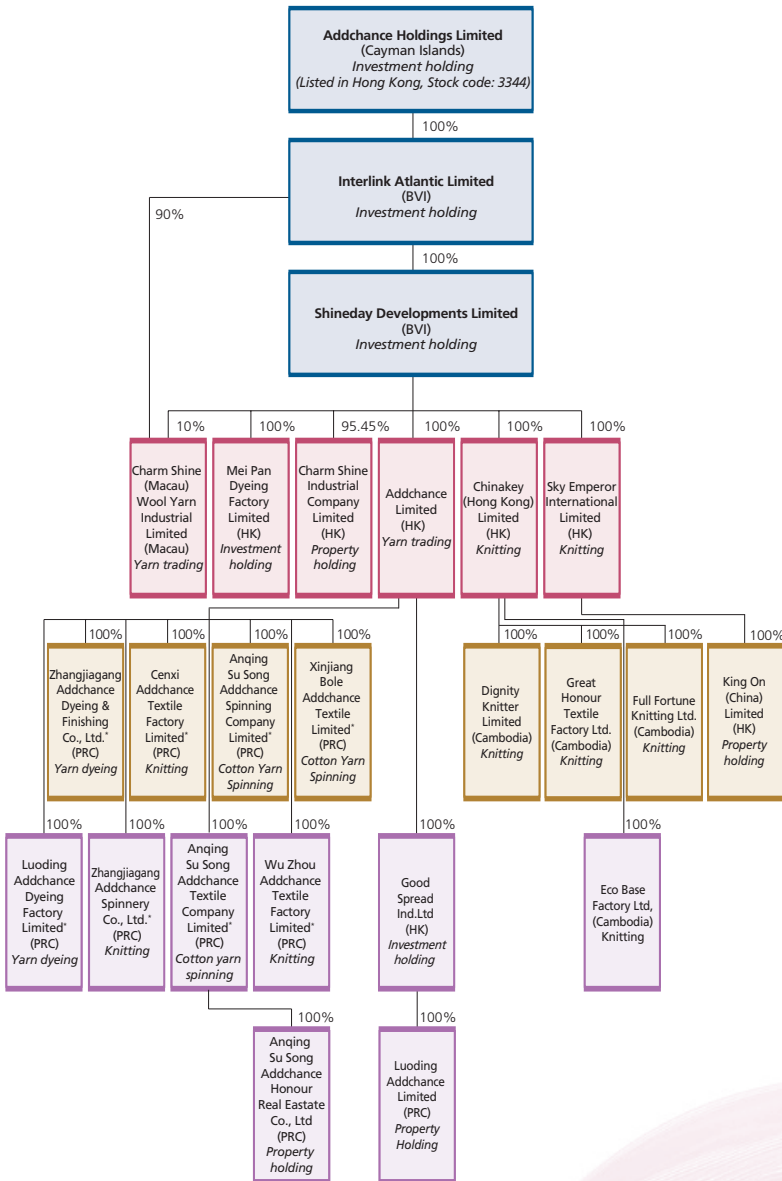 Addchance Holdings Limited
(Cayman Islands)
Investment holding
(Listed in Hong Kong, Stock code: 3344)
100%
Interlink Atlantic Limited
(BVI)
Investment holding
90%
100%
Shineday Developments Limited
(BVI)
Investment holding
10%
100%
95.45%
100%
100%
100%
Charm Shine
(Macau)
Wool Yarn
Industrial
Limited
(Macau)
Yarn trading
Mei Pan
Dyeing
Factory
Limited
(HK)
Investment
holding
Charm Shine
Industrial
Company
Limited
(HK)
Property
holding
Addchance
Limited
(HK)
Yarn trading
Chinakey
(Hong Kong)
Limited
(HK)
Knitting
Sky Emperor
International
Limited
(HK)
Knitting
100%
100%
100%
100%
100%
100%
100%
100%
Zhangjiagang
Addchance
Dyeing &
Finishing
Co., Ltd.*
(PRC)
Yarn dyeing
Cenxi
Addchance
Textile
Factory
Limited*
(PRC)
Knitting
Anqing
Su Song
Addchance
Spinning
Company
Limited*
(PRC)
Cotton Yarn
Spinning
Xinjiang
Bole
Addchance
Textile
Limited*
(PRC)
Cotton Yarn
Spinning
Dignity
Knitter
Limited
(Cambodia)
Knitting
Great
Honour
Textile
Factory Ltd.
(Cambodia)
Knitting
Full Fortune
Knitting Ltd.
(Cambodia)
Knitting
King On
(China)
Limited
(HK)
Property
holding
100%
100%
100%
100%
100%
100%
Luoding
Addchance
Dyeing
Factory
Limited*
(PRC)
Yarn dyeing
Zhangjiagang
Addchance
Spinnery
Co., Ltd.*
(PRC)
Knitting
Anqing
Su Song
Addchance
Textile
Company
Limited*
(PRC)
Cotton yarn
spinning
Wu Zhou
Addchance
Textile
Factory
Limited*
(PRC)
Knitting
Good
Spread
Ind.Ltd
(HK)
Investment
holding
Eco Base
Factory Ltd,
(Cambodia)
Knitting
100%
100%
Anqing
Su Song
Addchance
Honour
Real Eastate
Co., Ltd
(PRC)
Property
holding
Luoding
Addchance
Limited
(PRC)
Property
Holding